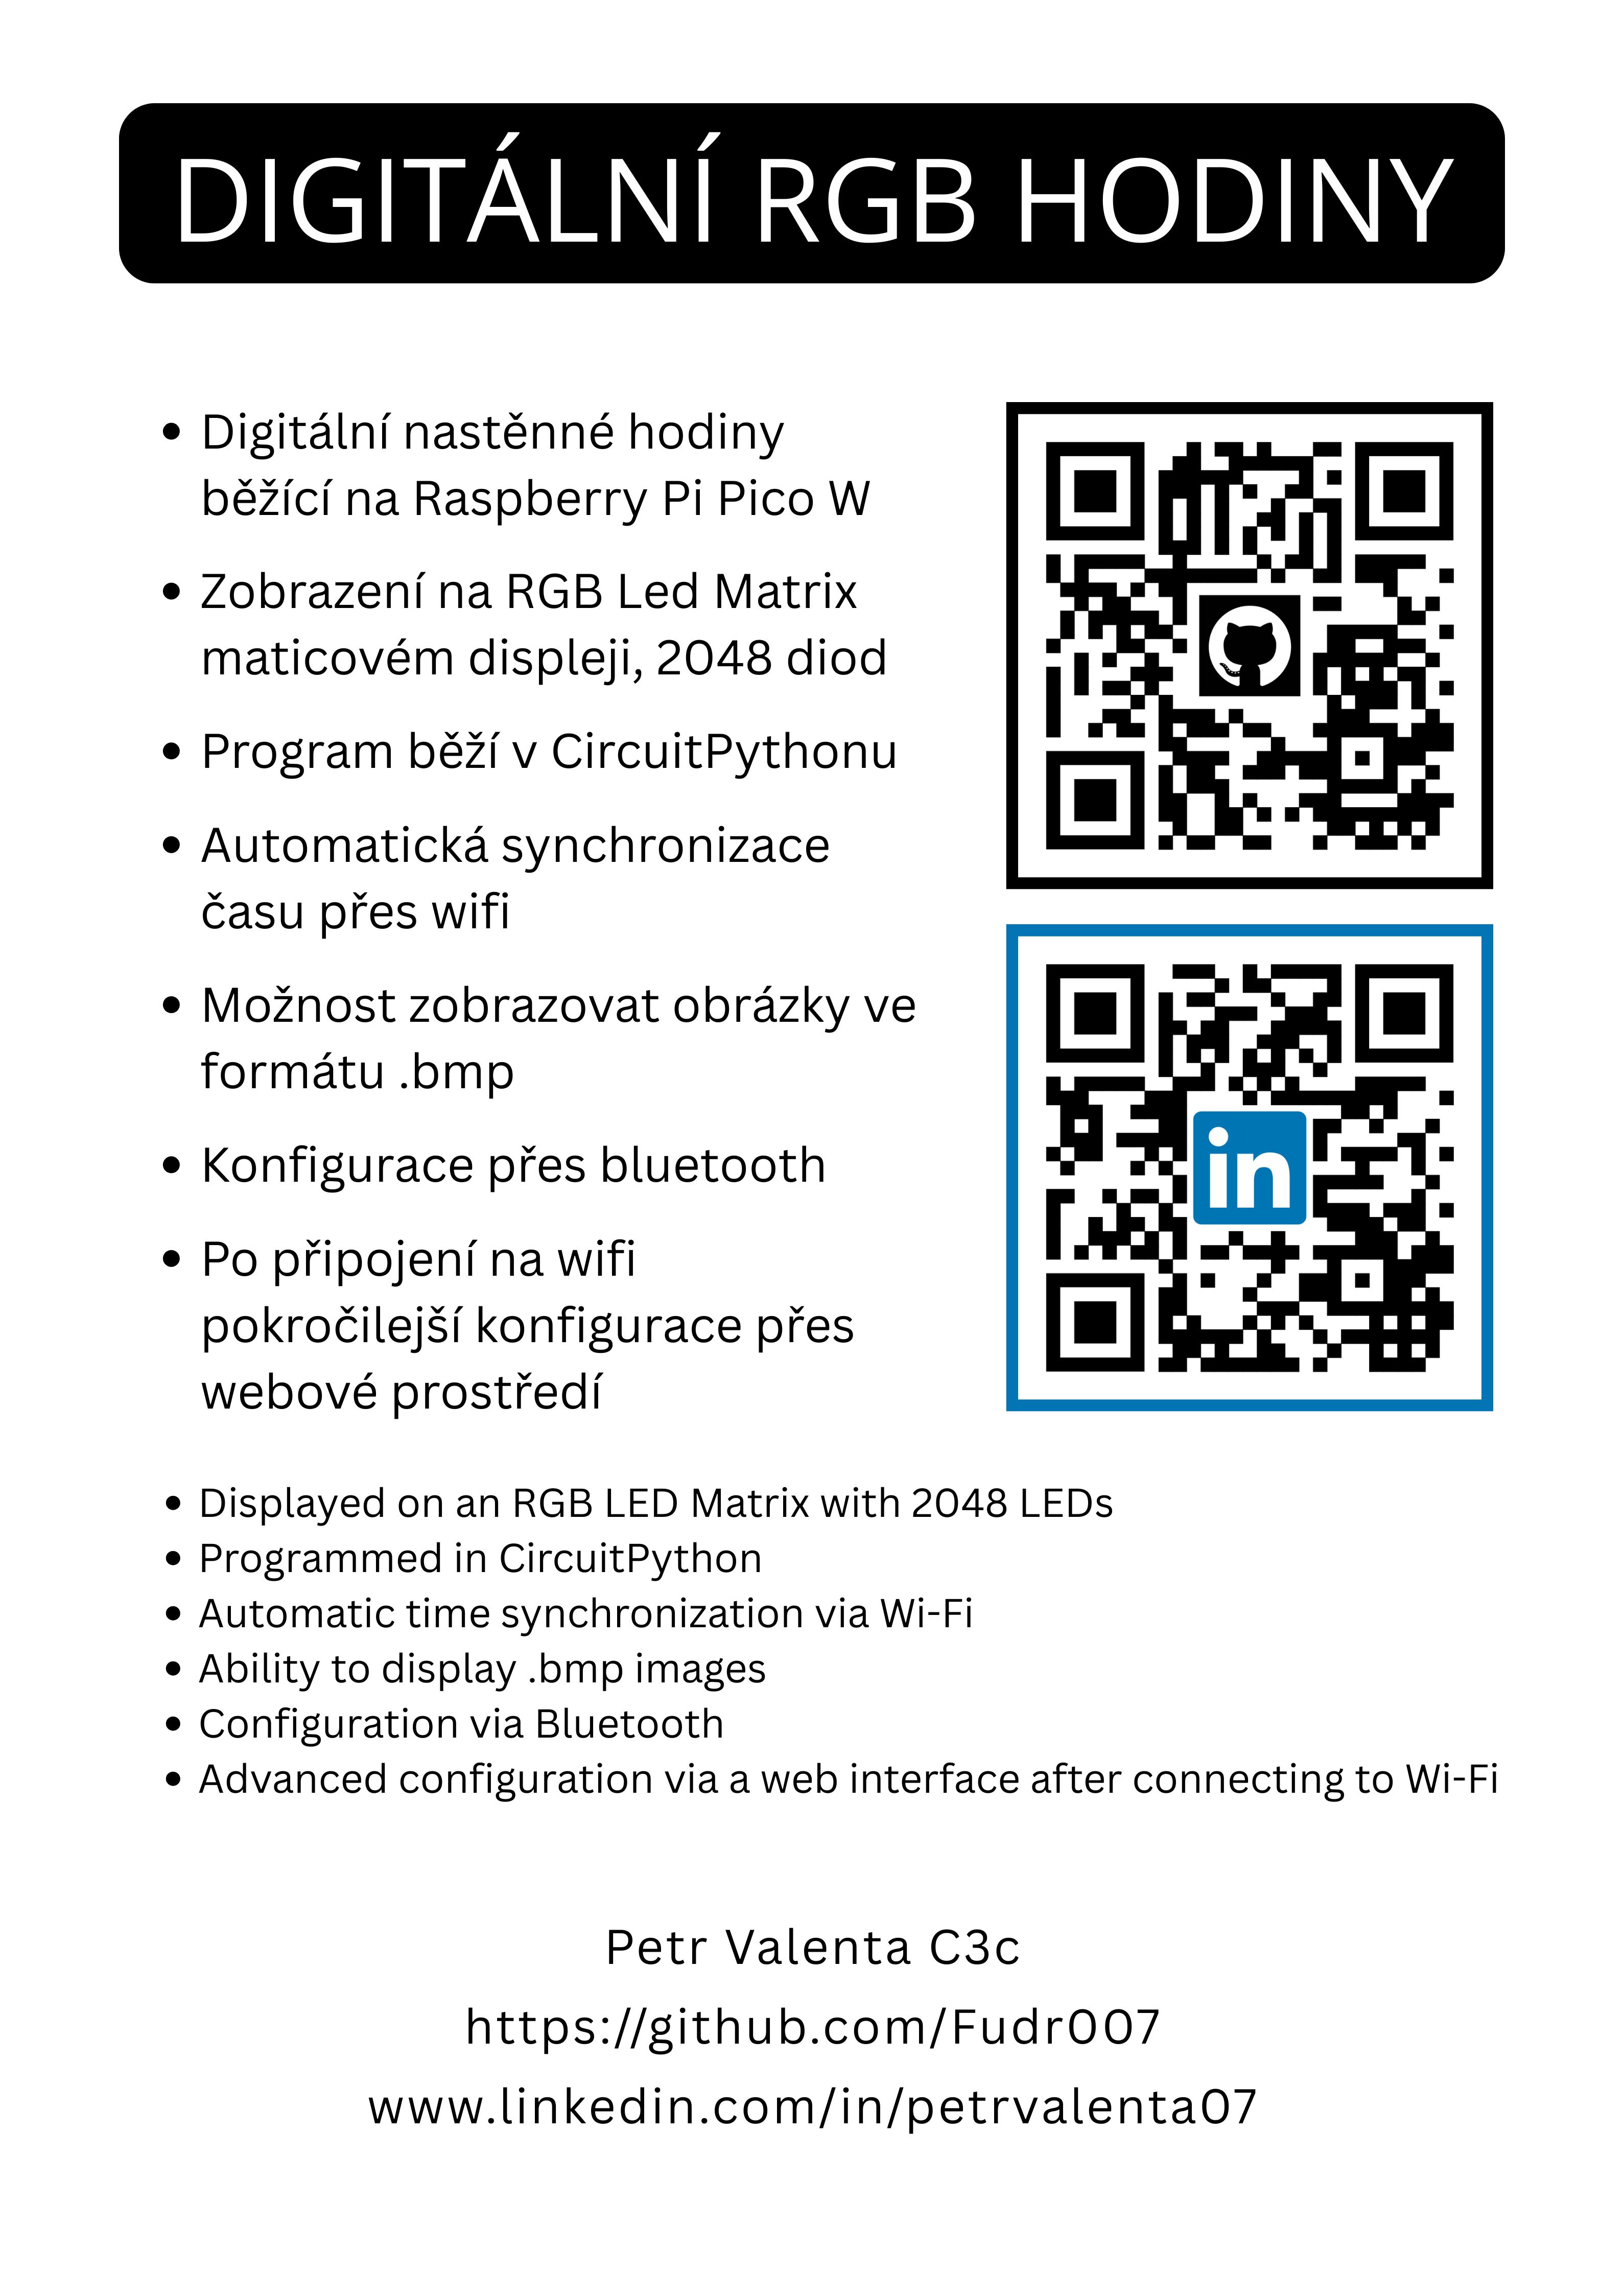 DIGITÁLNÍ RGB HODINY
• Digitální nastěnné hodiny
běžící na Raspberry Pi Pico W
• Zobrazení na RGB Led Matrix
maticovém displeji, 2048 diod
• Program běží v CircuitPythonu
• Automatická synchronizace
času přes wifi
• Možnost zobrazovat obrázky ve
formátu .bmp
• Konfigurace přes bluetooth
• Po připojení na wifi
pokročilejší konfigurace přes
webové prostředí
in
• Displayed on an RGB LED Matrix with 2048 LEDs
• Programmed in CircuitPython
• Automatic time synchronization via Wi-Fi
• Ability to display .bmp images
• Configuration via Bluetooth
• Advanced configuration via a web interface after connecting to Wi-Fi
Petr Valenta C3c
https://github.com/Fudr007
www.linkedin.com/in/petrvalenta07